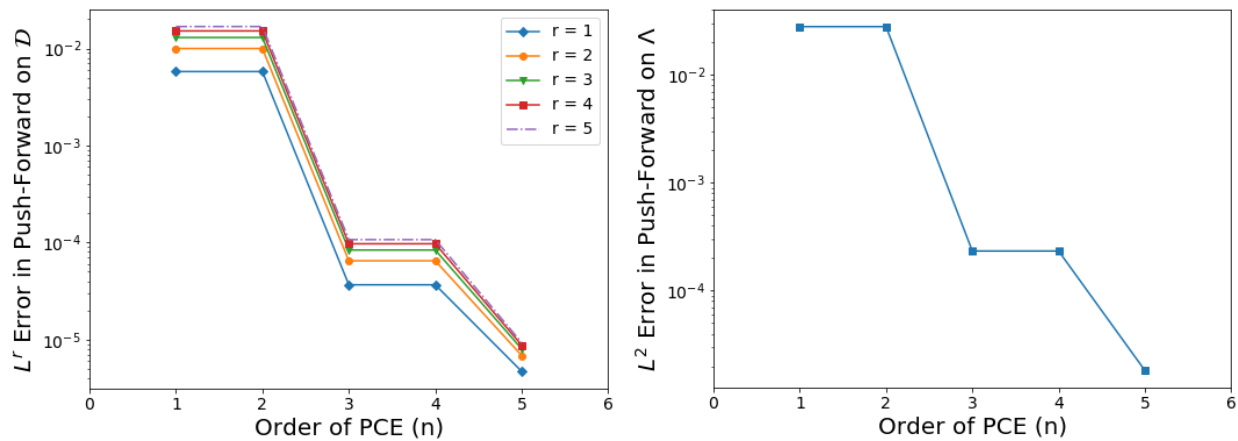 L^r Error in Push-Forward on 𝒟
10^{-2}
10^{-3}
10^{-4}
10^{-5}
r = 1
r = 2
r = 3
r = 4
r = 5
0 1 2 3 4 5 6
Order of PCE (n)
L^2 Error in Push-Forward on Λ
10^{-2}
10^{-3}
10^{-4}
0 1 2 3 4 5 6
Order of PCE (n)